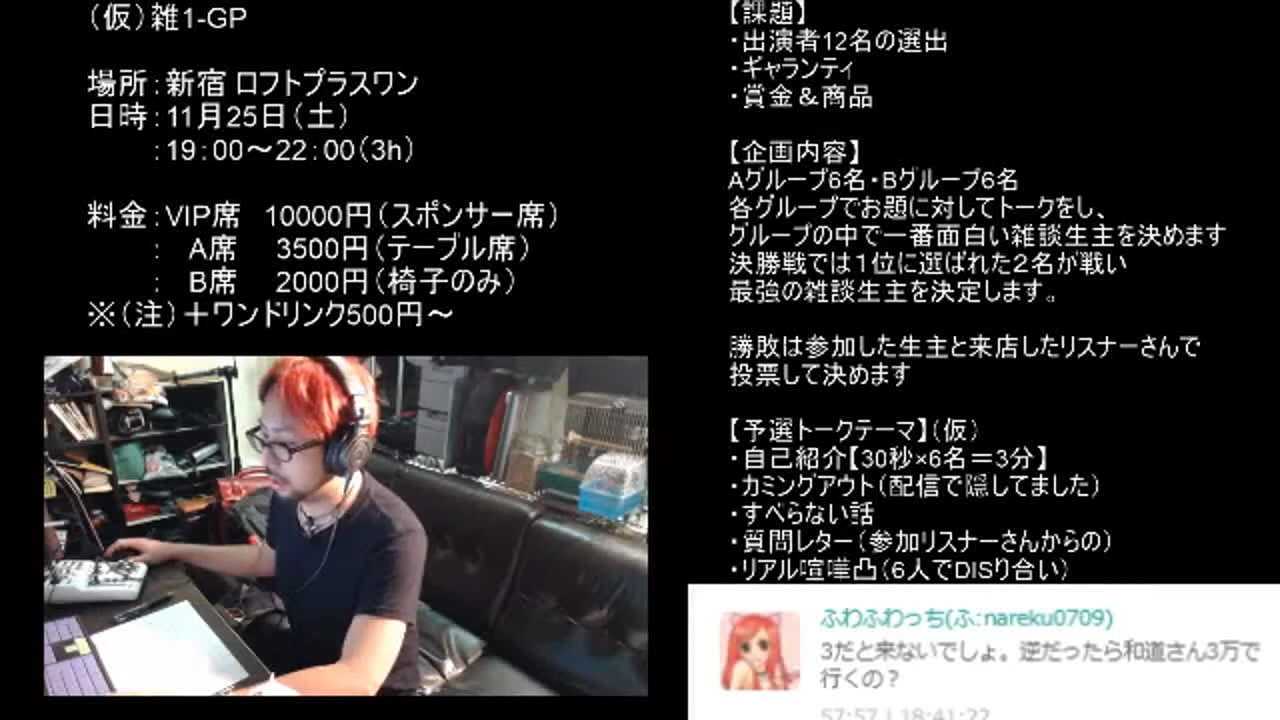 （仮）雑1-GP
場所：新宿 ロフトプラスワン
日時：11月25日（土）
：19：00～22：00（3h）
料金：VIP席 10000円（スポンサー席）
： A席 3500円（テーブル席）
： B席 2000円（椅子のみ）
※（注）＋ワンドリンク500円～
【課題】
・出演者12名の選出
・ギャランティ
・賞金＆商品
【企画内容】
Aグループ6名・Bグループ6名
各グループでお題に対してトークをし、
グループの中で一番面白い雑談生主を決めます
決勝戦では１位に選ばれた２名が戦い
最強の雑談生主を決定します。
勝敗は参加した生主と来店したリスナーさんで
投票して決めます
【予選トークテーマ】（仮）
・自己紹介【30秒×6名＝3分】
・カミングアウト（配信で隠してました）
・すべらない話
・質問レター（参加リスナーさんからの）
・リアル喧嘩凸（６人でDISり合い）
ふわふわっち(ふ:nareku0709)
3だと来ないでしょ。逆だったら和道さん3万で
行くの？
57:57 | 18:41:22